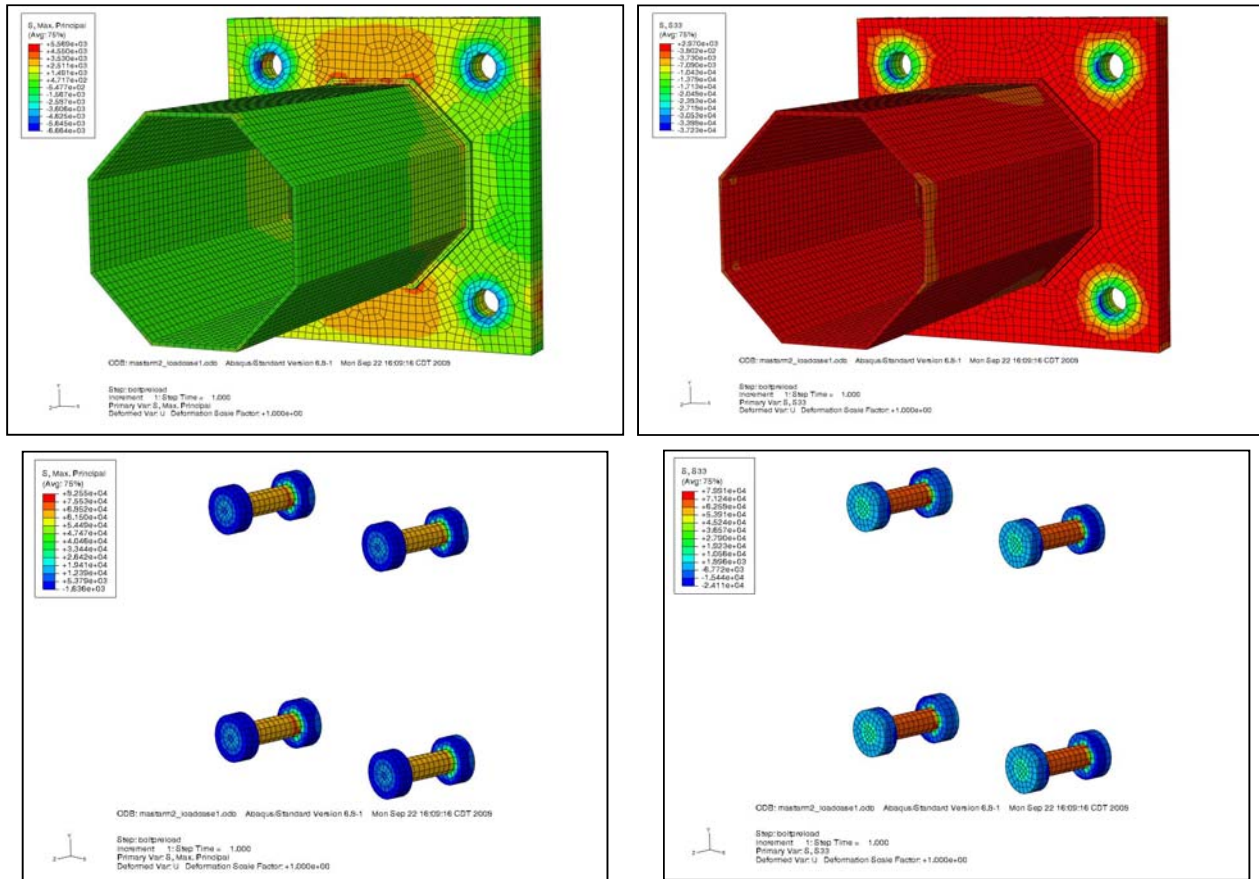 S, Max. Principal
(Avg: 75%)
+5.569e+03
+4.550e+03
+3.530e+03
+2.511e+03
+1.491e+03
+4.717e+02
-5.477e+02
-1.567e+03
-2.587e+03
-3.606e+03
-4.625e+03
-5.645e+03
-6.664e+03
ODB: mastarm2_loadcase1.odb Abaqus/Standard Version 6.8-1 Mon Sep 22 16:09:16 CDT
Step: boltpreload
Increment 1: Step Time = 1.000
Primary Var: S, Max. Principal
Deformed Var: U Deformation Scale Factor: +1.000e+00
Y
Z
X
S, S33
(Avg: 75%)
+2.970e+03
-3.802e+02
-3.730e+03
-7.080e+03
-1.043e+04
-1.378e+04
-1.713e+04
-2.048e+04
-2.383e+04
-2.718e+04
-3.053e+04
-3.388e+04
-3.723e+04
ODB: mastarm2_loadcase1.odb Abaqus/Standard Version 6.8-1 Mon Sep 22 16:09:16 CDT
Step: boltpreload
Increment 1: Step Time = 1.000
Primary Var: S, S33
Deformed Var: U Deformation Scale Factor: +1.000e+00
Y
Z
X
S, Max. Principal
(Avg: 75%)
+8.255e+04
+7.553e+04
+6.852e+04
+6.150e+04
+5.449e+04
+4.747e+04
+4.046e+04
+3.344e+04
+2.642e+04
+1.941e+04
+1.239e+04
+5.379e+03
-1.636e+03
ODB: mastarm2_loadcase1.odb Abaqus/Standard Version 6.8-1 Mon Sep 22 16:09:16 CDT
Step: boltpreload
Increment 1: Step Time = 1.000
Primary Var: S, Max. Principal
Deformed Var: U Deformation Scale Factor: +1.000e+00
Y
Z
X
S, S33
(Avg: 75%)
+7.991e+04
+7.124e+04
+6.258e+04
+5.391e+04
+4.524e+04
+3.657e+04
+2.790e+04
+1.923e+04
+1.056e+04
+1.896e+03
-6.772e+03
-1.544e+04
-2.411e+04
ODB: mastarm2_loadcase1.odb Abaqus/Standard Version 6.8-1 Mon Sep 22 16:09:16 CDT
Step: boltpreload
Increment 1: Step Time = 1.000
Primary Var: S, S33
Deformed Var: U Deformation Scale Factor: +1.000e+00
Y
Z
X